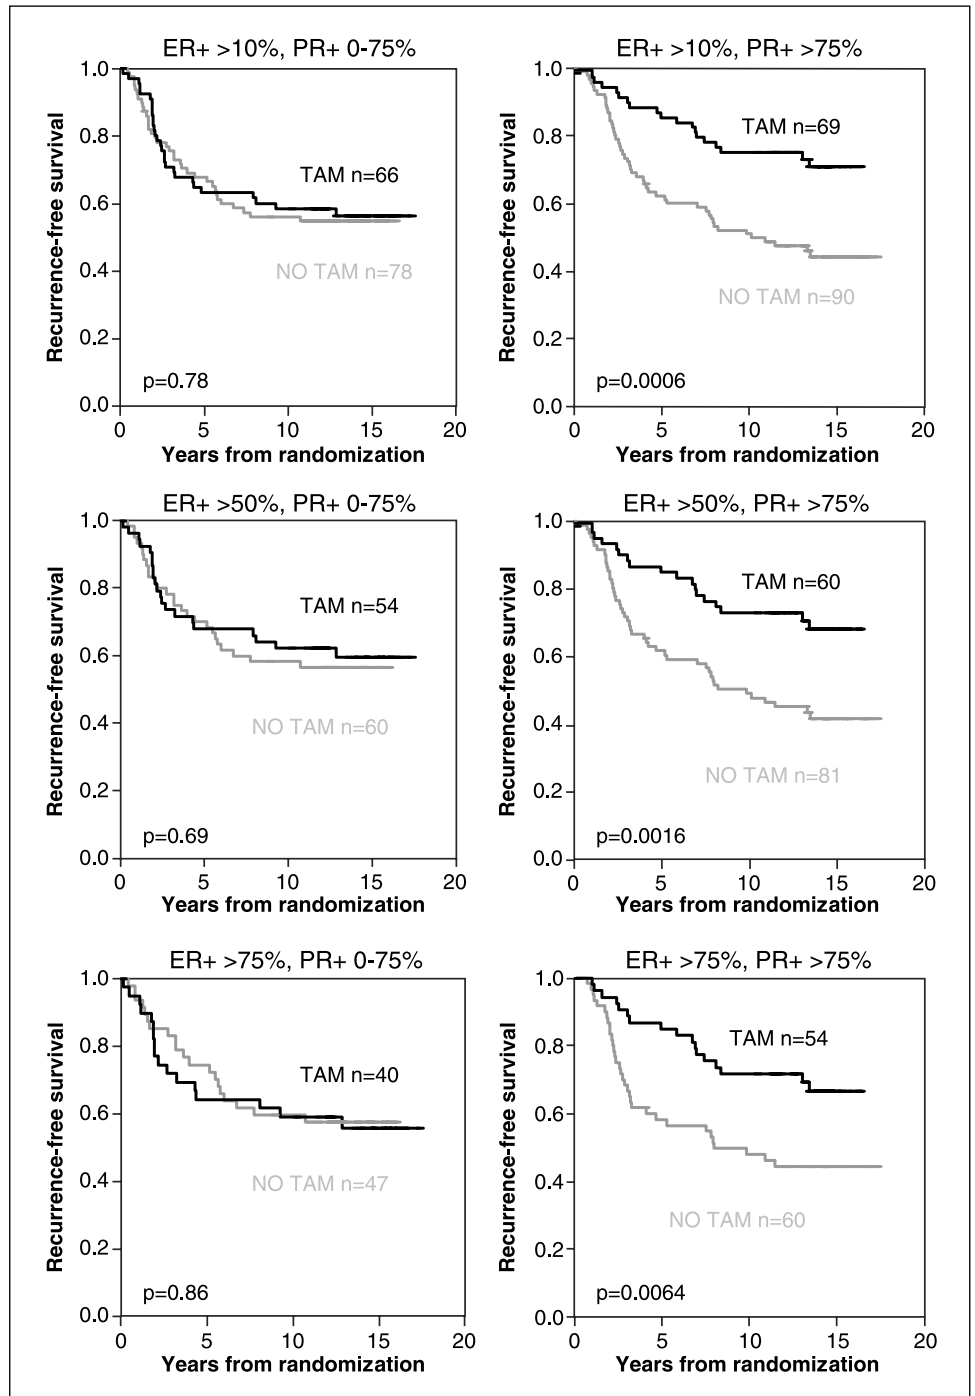 ER+ >10%, PR+ 0-75%
Recurrence-free survival
1.0
0.8
0.6
0.4
0.2
0.0
TAM n=66
NO TAM n=78
p=0.78
0 5 10 15 20
Years from randomization
ER+ >10%, PR+ >75%
Recurrence-free survival
1.0
0.8
0.6
0.4
0.2
0.0
TAM n=69
NO TAM n=90
p=0.0006
0 5 10 15 20
Years from randomization
ER+ >50%, PR+ 0-75%
Recurrence-free survival
1.0
0.8
0.6
0.4
0.2
0.0
TAM n=54
NO TAM n=60
p=0.69
0 5 10 15 20
Years from randomization
ER+ >50%, PR+ >75%
Recurrence-free survival
1.0
0.8
0.6
0.4
0.2
0.0
TAM n=60
NO TAM n=81
p=0.0016
0 5 10 15 20
Years from randomization
ER+ >75%, PR+ 0-75%
Recurrence-free survival
1.0
0.8
0.6
0.4
0.2
0.0
TAM n=40
NO TAM n=47
p=0.86
0 5 10 15 20
Years from randomization
ER+ >75%, PR+ >75%
Recurrence-free survival
1.0
0.8
0.6
0.4
0.2
0.0
TAM n=54
NO TAM n=60
p=0.0064
0 5 10 15 20
Years from randomization